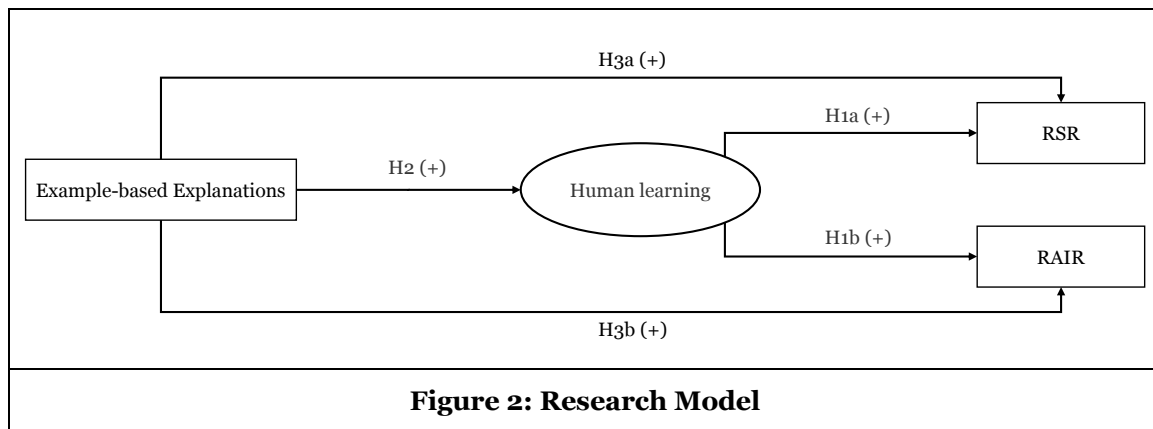 H3a (+)
H1a (+)
RSR
Example-based Explanations
H2 (+)
Human learning
H1b (+)
RAIR
H3b (+)
Figure 2: Research Model